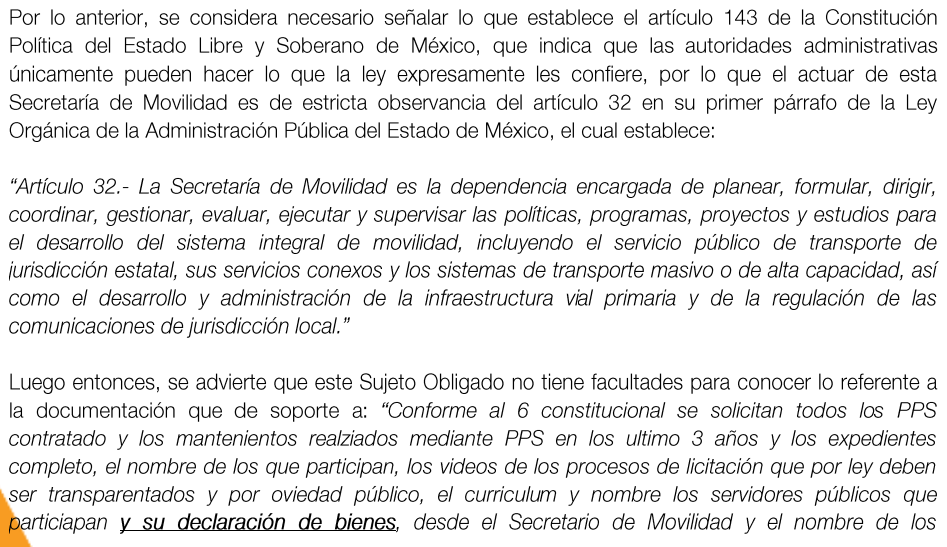 Por lo anterior, se considera necesario señalar lo que establece el artículo 143 de la Constitución
Política del Estado Libre y Soberano de México, que indica que las autoridades administrativas
únicamente pueden hacer lo que la ley expresamente les confiere, por lo que el actuar de esta
Secretaría de Movilidad es de estricta observancia del artículo 32 en su primer párrafo de la Ley
Orgánica de la Administración Pública del Estado de México, el cual establece:
“Artículo 32.- La Secretaría de Movilidad es la dependencia encargada de planear, formular, dirigir,
coordinar, gestionar, evaluar, ejecutar y supervisar las políticas, programas, proyectos y estudios para
el desarrollo del sistema integral de movilidad, incluyendo el servicio público de transporte de
jurisdicción estatal, sus servicios conexos y los sistemas de transporte masivo o de alta capacidad, así
como el desarrollo y administración de la infraestructura vial primaria y de la regulación de las
comunicaciones de jurisdicción local.”
Luego entonces, se advierte que este Sujeto Obligado no tiene facultades para conocer lo referente a
la documentación que de soporte a: “Conforme al 6 constitucional se solicitan todos los PPS
contratado y los mantenientos realziados mediante PPS en los ultimo 3 años y los expedientes
completo, el nombre de los que participan, los videos de los procesos de licitación que por ley deben
ser transparentados y por oviedad público, el curriculum y nombre los servidores públicos que
particiapan y su declaración de bienes, desde el Secretario de Movilidad y el nombre de los